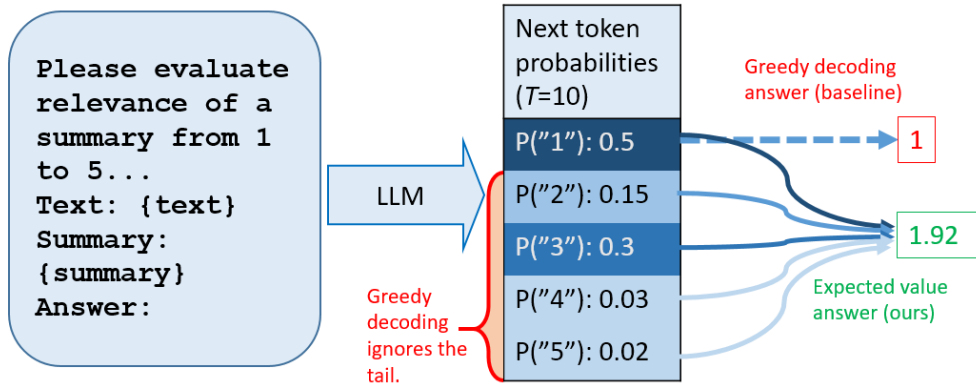 Please evaluate
relevance of a
summary from 1
to 5...
Text: {text}
Summary:
{summary}
Answer:
LLM
Next token
probabilities
(T=10)
P("1"): 0.5
P("2"): 0.15
P("3"): 0.3
P("4"): 0.03
P("5"): 0.02
Greedy
decoding
ignores the
tail.
Greedy decoding
answer (baseline)
1
1.92
Expected value
answer (ours)